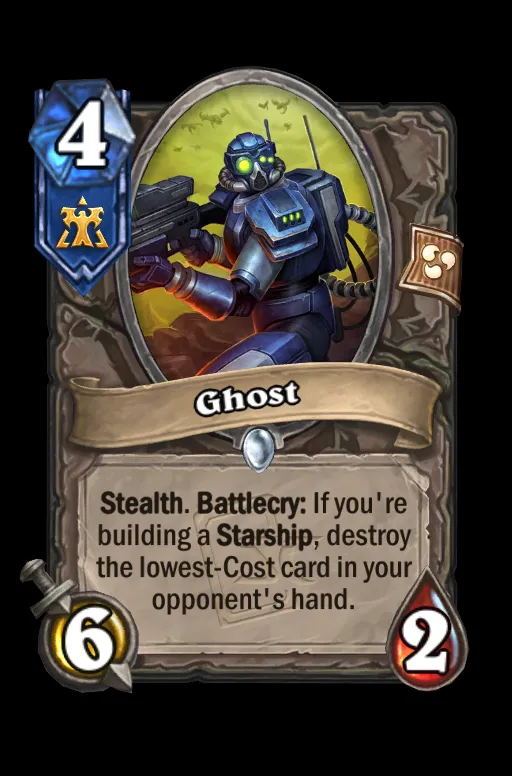 4
Ghost
Stealth. Battlecry: If you're
building a Starship, destroy
the lowest-Cost card in your
opponent's hand.
6
2